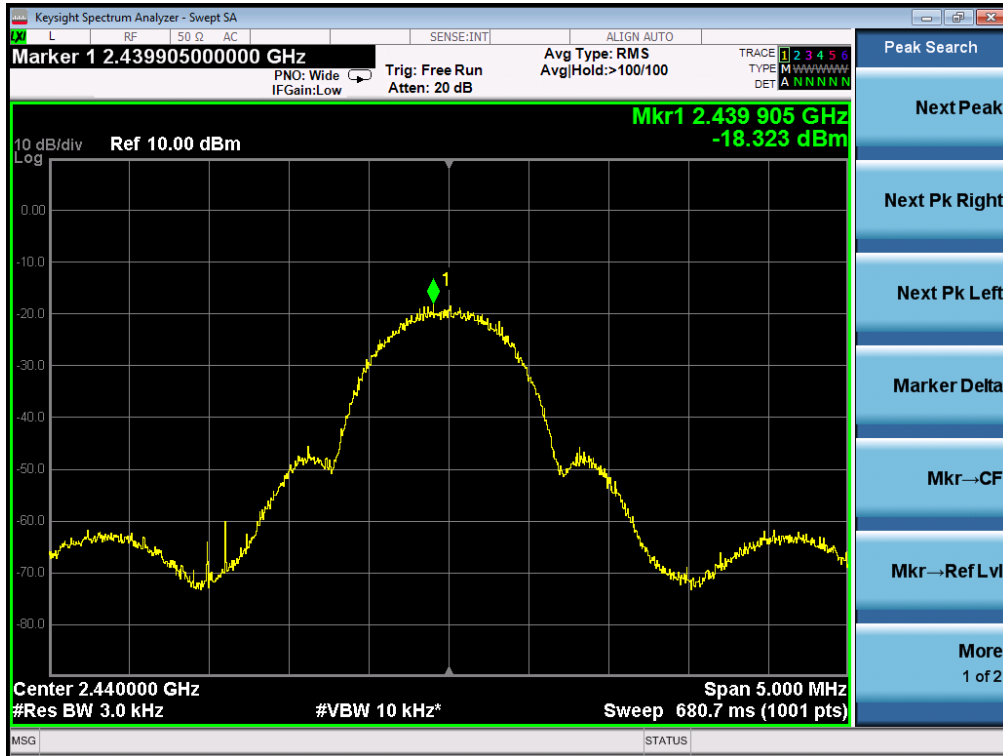 Keysight Spectrum Analyzer - Swept SA
LXI L RF 50 Ω AC SENSE:INT ALIGN AUTO
Marker 1 2.439905000000 GHz
PNO: Wide
IFGain:Low
Trig: Free Run
Atten: 20 dB
Avg Type: RMS
Avg|Hold:>100/100
TRACE 1 2 3 4 5 6
TYPE M WWWWW
DET A N N N N N
Mkr1 2.439 905 GHz
-18.323 dBm
10 dB/div Ref 10.00 dBm
Log
0.00
-10.0
1
-20.0
-30.0
-40.0
-50.0
-60.0
-70.0
-80.0
Center 2.440000 GHz Span 5.000 MHz
#Res BW 3.0 kHz #VBW 10 kHz* Sweep 680.7 ms (1001 pts)
MSG STATUS
Peak Search
Next Peak
Next Pk Right
Next Pk Left
Marker Delta
Mkr→CF
Mkr→Ref Lvl
More
1 of 2